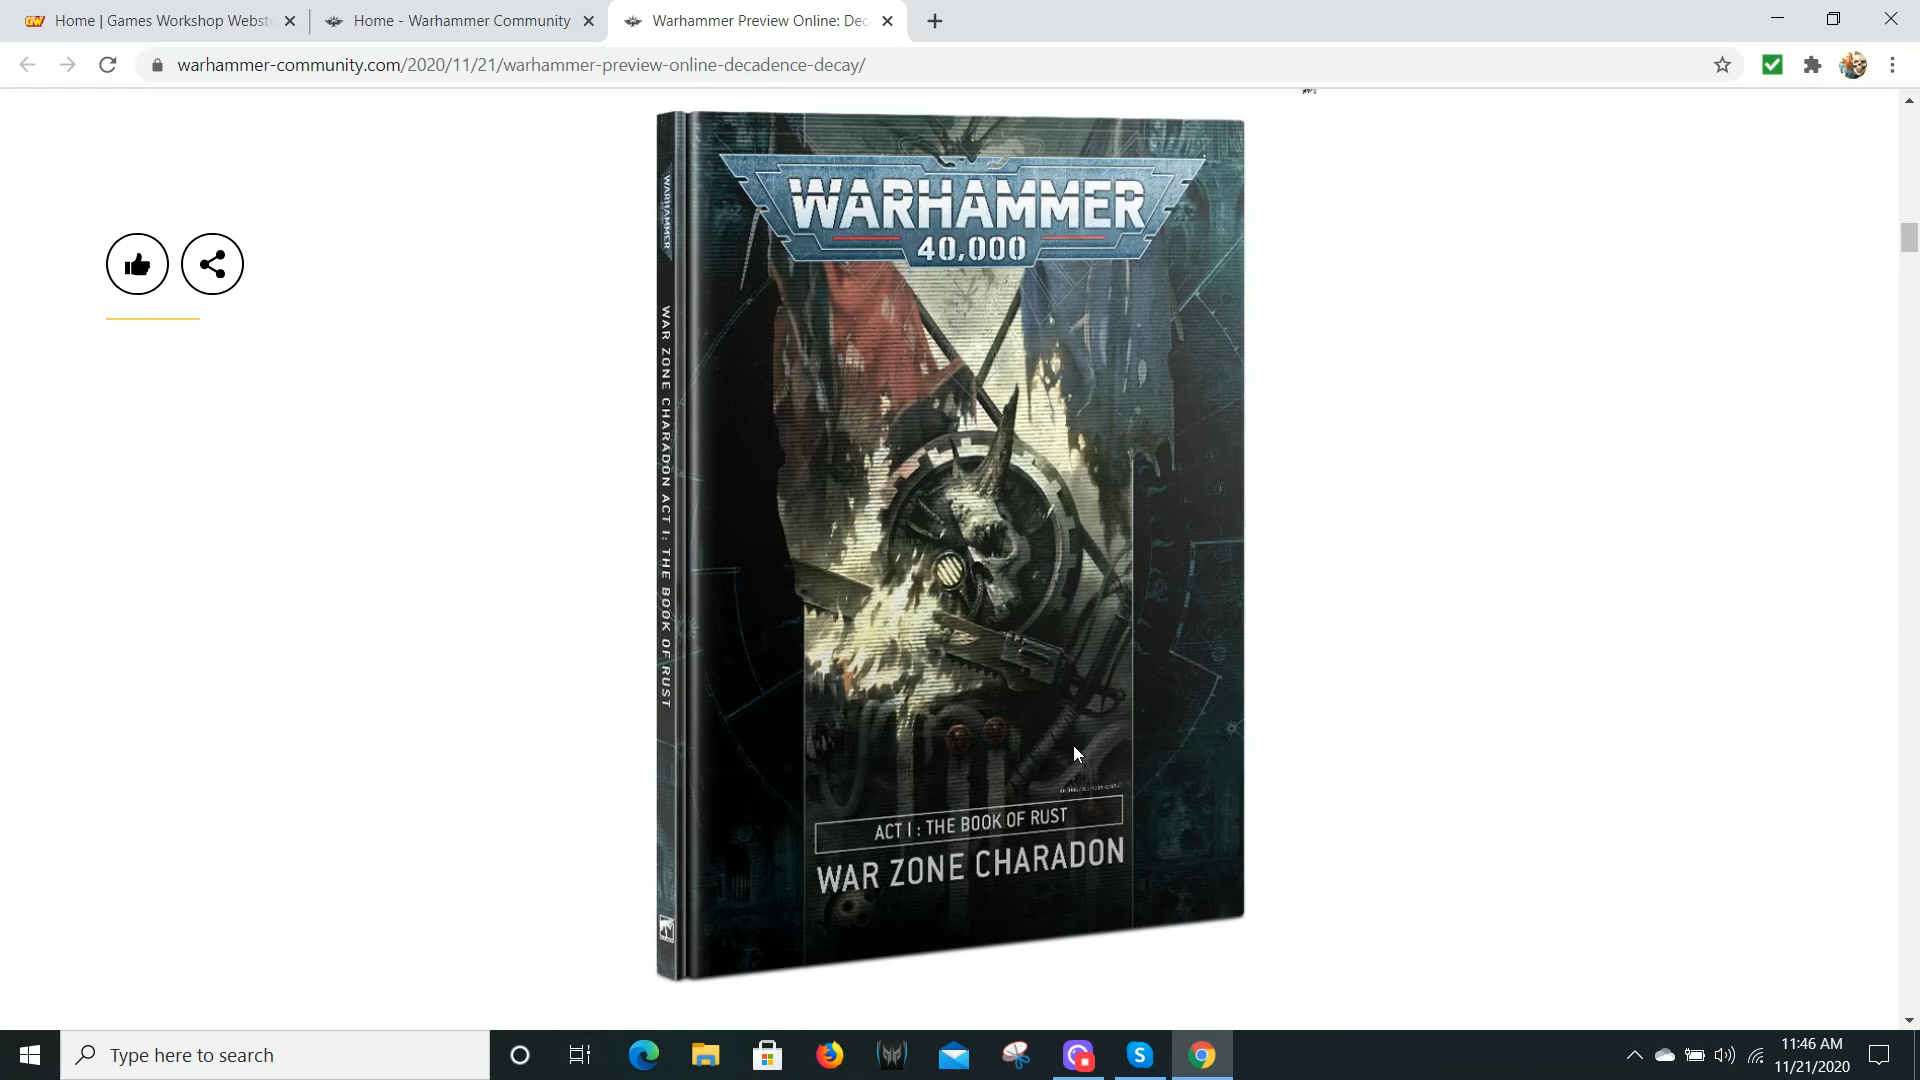 Home | Games Workshop Webst
Home - Warhammer Community
Warhammer Preview Online: Dec
warhammer-community.com/2020/11/21/warhammer-preview-online-decadence-decay/
WARHAMMER
40,000
WARHAMMER
WAR ZONE CHARADON ACT I: THE BOOK OF RUST
ACT I : THE BOOK OF RUST
WAR ZONE CHARADON
Type here to search
11:46 AM
11/21/2020